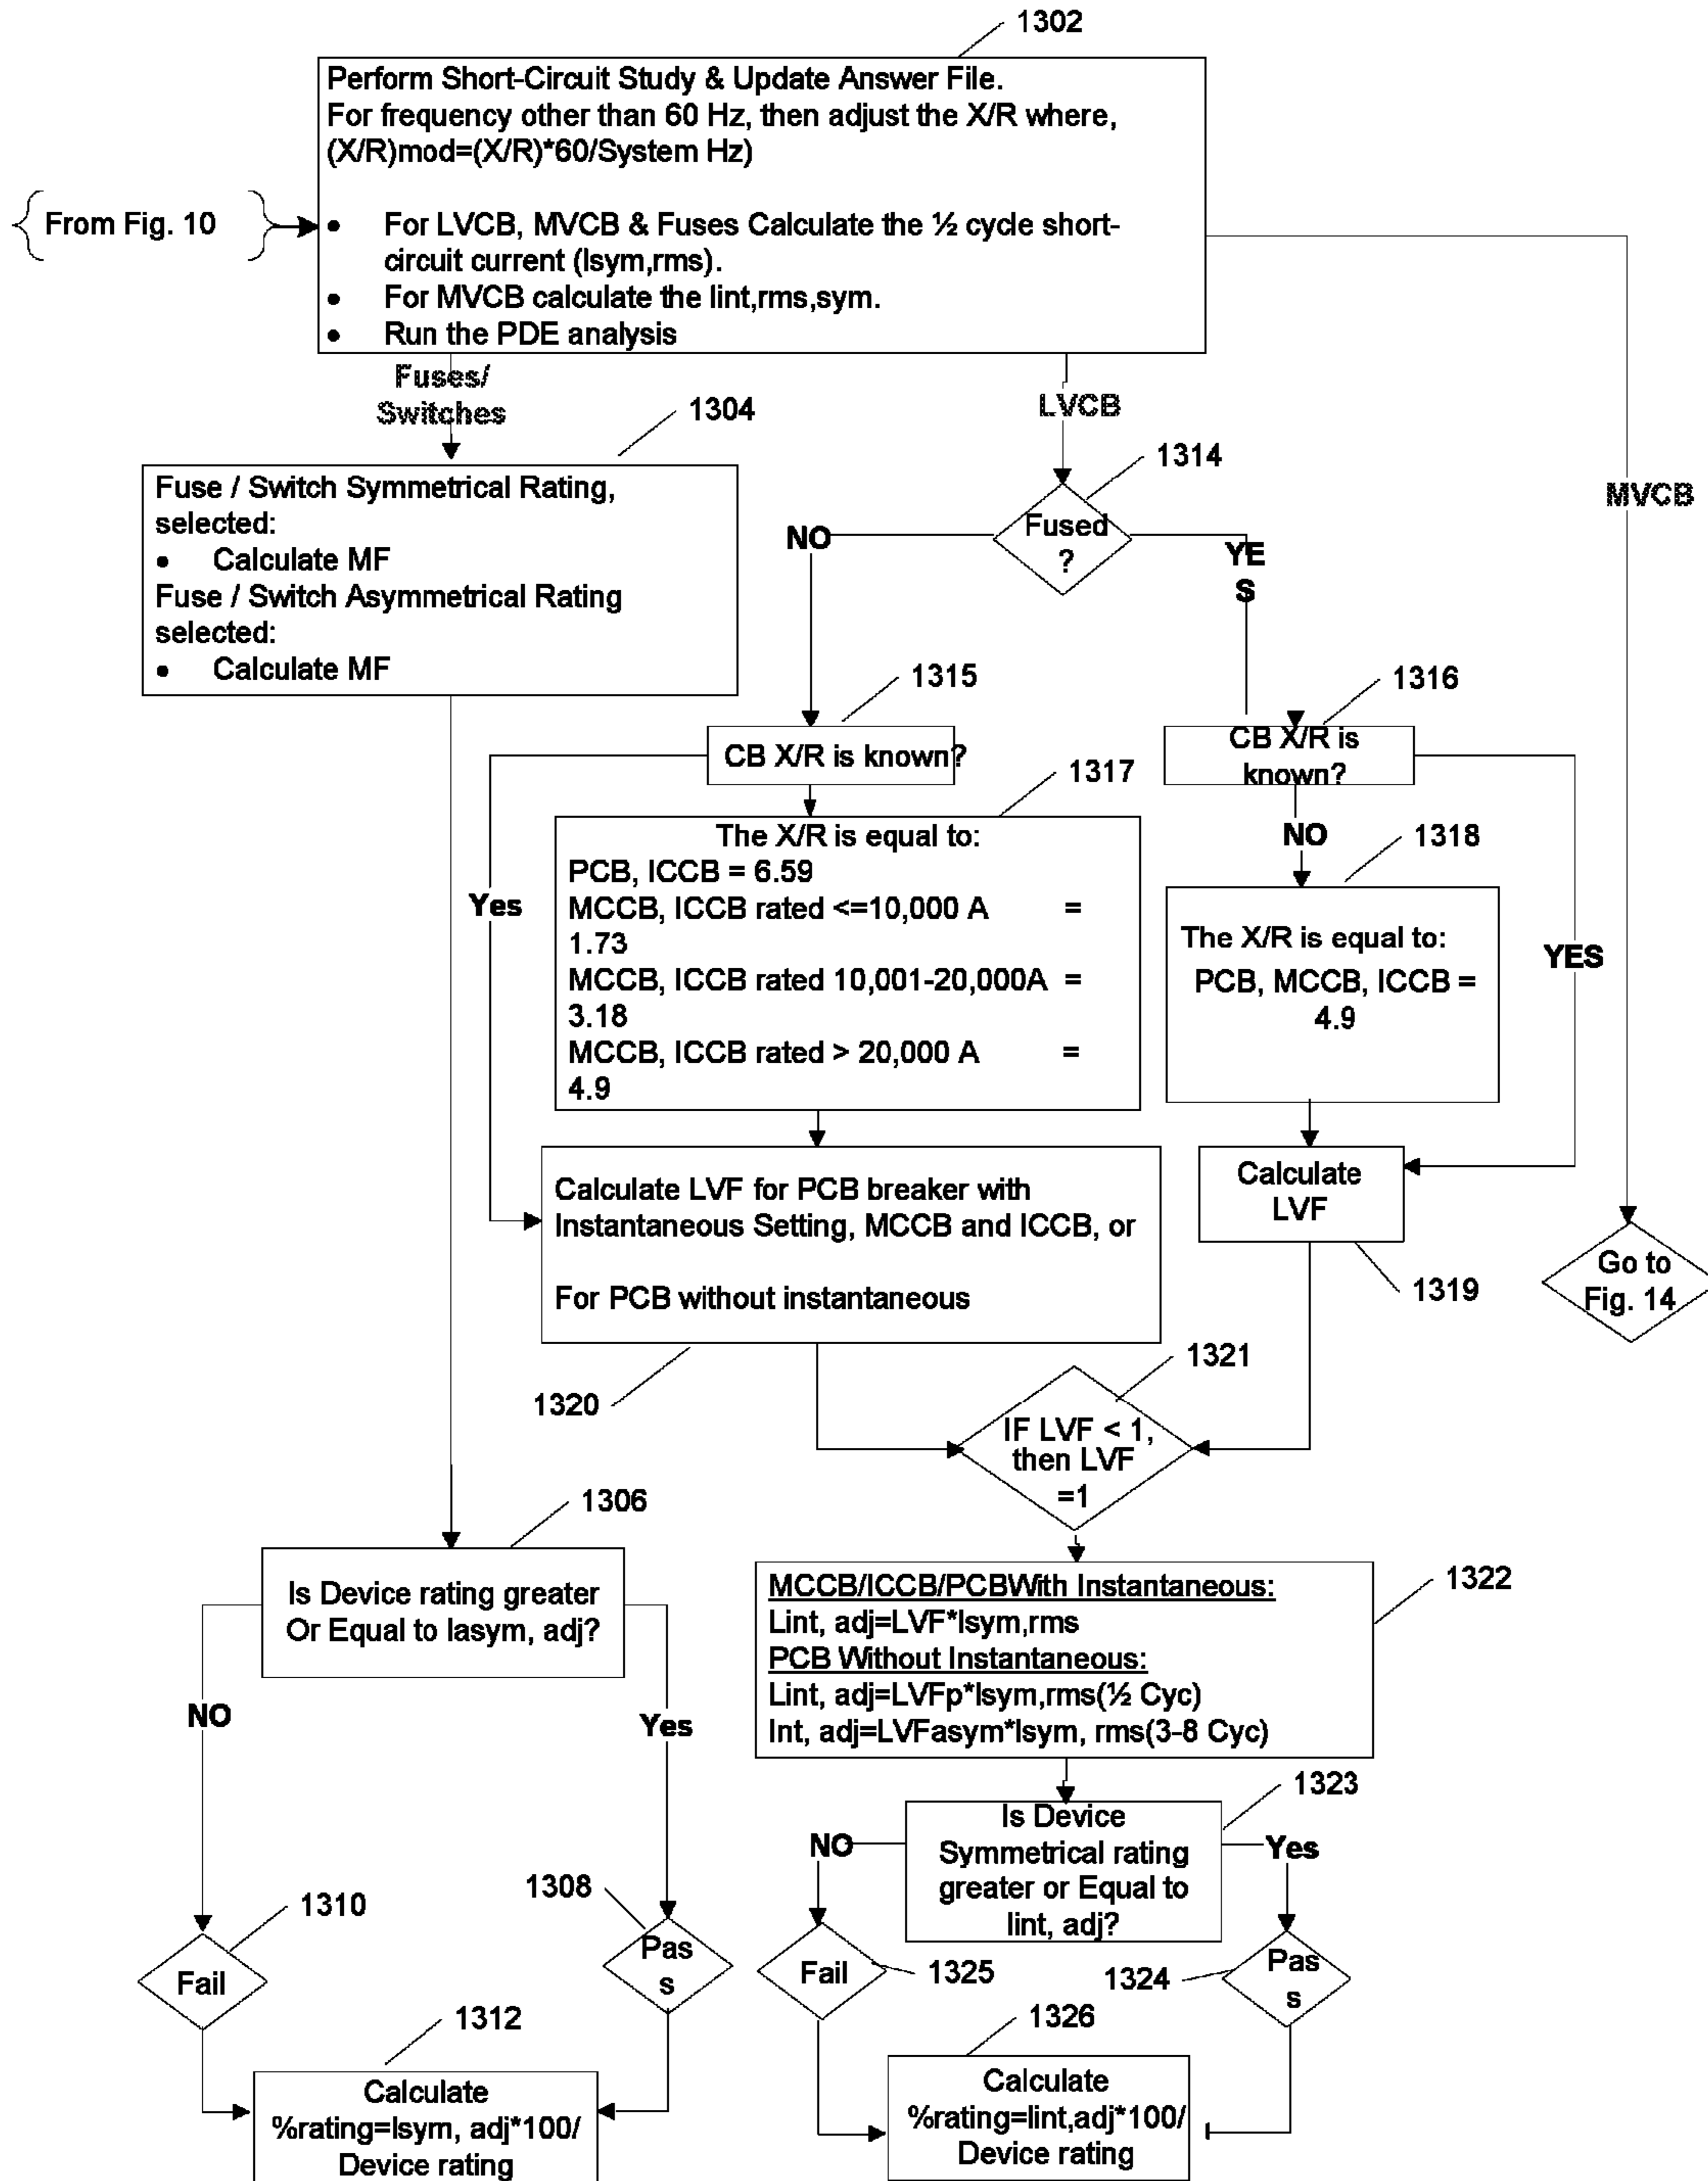 1302
Perform Short-Circuit Study & Update Answer File.
For frequency other than 60 Hz, then adjust the X/R where,
(X/R)mod=(X/R)*60/System Hz)
• For LVCB, MVCB & Fuses Calculate the ½ cycle short-
circuit current (Isym,rms).
• For MVCB calculate the Iint,rms,sym.
• Run the PDE analysis
From Fig. 10
Fuses/
Switches
1304
LVCB
MVCB
Fuse / Switch Symmetrical Rating,
selected:
• Calculate MF
Fuse / Switch Asymmetrical Rating
selected:
• Calculate MF
1314
Fused
?
NO
YE
S
1315
CB X/R is known?
1316
CB X/R is
known?
1317
The X/R is equal to:
PCB, ICCB = 6.59
MCCB, ICCB rated <=10,000 A =
1.73
MCCB, ICCB rated 10,001-20,000A =
3.18
MCCB, ICCB rated > 20,000 A =
4.9
Yes
NO
1318
The X/R is equal to:
PCB, MCCB, ICCB =
4.9
YES
Calculate LVF for PCB breaker with
Instantaneous Setting, MCCB and ICCB, or
For PCB without instantaneous
1320
Calculate
LVF
1319
Go to
Fig. 14
1321
IF LVF < 1,
then LVF
=1
1306
Is Device rating greater
Or Equal to Iasym, adj?
NO
Yes
1322
MCCB/ICCB/PCBWith Instantaneous:
Lint, adj=LVF*Isym,rms
PCB Without Instantaneous:
Lint, adj=LVFp*Isym,rms(½ Cyc)
Int, adj=LVFasym*Isym, rms(3-8 Cyc)
1323
Is Device
Symmetrical rating
greater or Equal to
Iint, adj?
NO
Yes
1310
Fail
1308
Pas
s
Fail
1325
1324
Pas
s
1312
Calculate
%rating=Isym, adj*100/
Device rating
1326
Calculate
%rating=Iint,adj*100/
Device rating